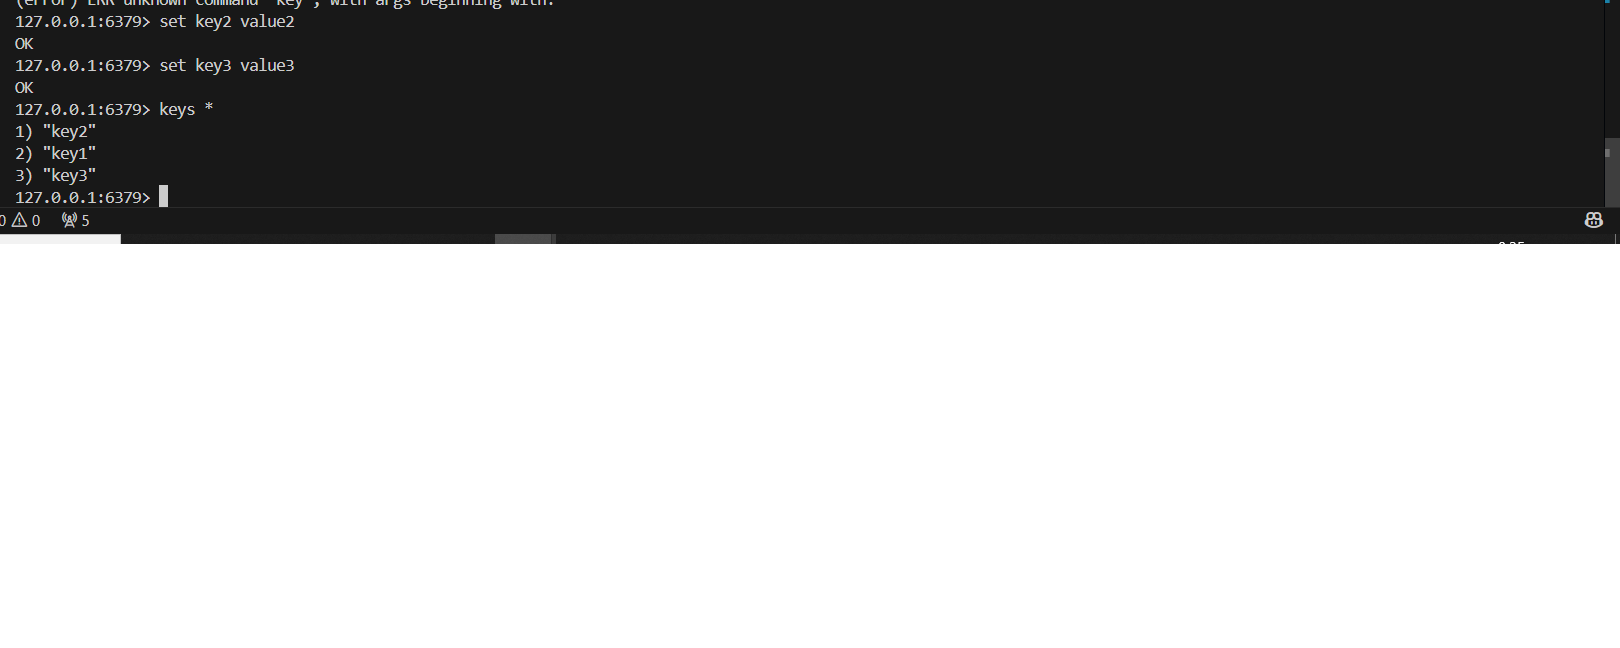 (error) ERR unknown command 'key', with args beginning with:
127.0.0.1:6379> set key2 value2
OK
127.0.0.1:6379> set key3 value3
OK
127.0.0.1:6379> keys *
1) "key2"
2) "key1"
3) "key3"
127.0.0.1:6379>
0 0 5